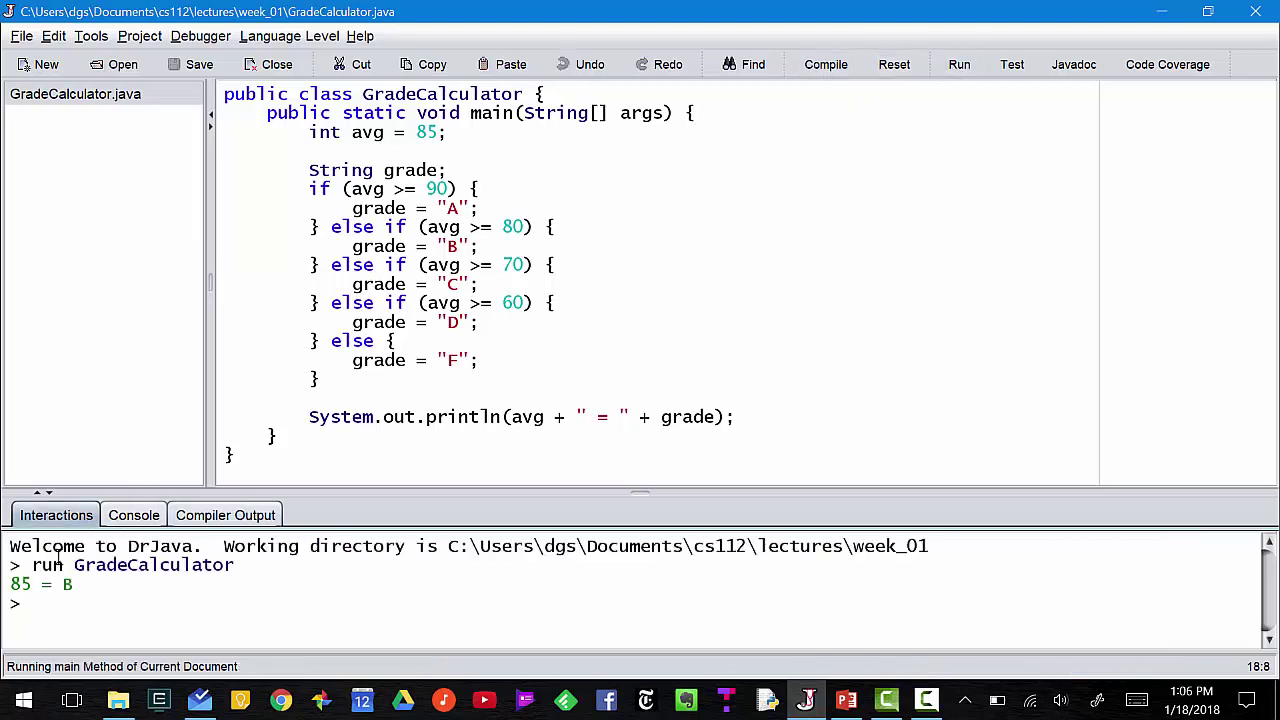 C:\Users\dgs\Documents\cs112\lectures\week_01\GradeCalculator.java
File Edit Tools Project Debugger Language Level Help
New Open Save Close Cut Copy Paste Undo Redo Find Compile Reset Run Test Javadoc Code Coverage
GradeCalculator.java
public class GradeCalculator {
    public static void main(String[] args) {
        int avg = 85;
        String grade;
        if (avg >= 90) {
            grade = "A";
        } else if (avg >= 80) {
            grade = "B";
        } else if (avg >= 70) {
            grade = "C";
        } else if (avg >= 60) {
            grade = "D";
        } else {
            grade = "F";
        }
        System.out.println(avg + " = " + grade);
    }
}
Interactions Console Compiler Output
Welcome to DrJava.  Working directory is C:\Users\dgs\Documents\cs112\lectures\week_01
> run GradeCalculator
85 = B
>
Running main Method of Current Document 18:8
12
1:06 PM
1/18/2018